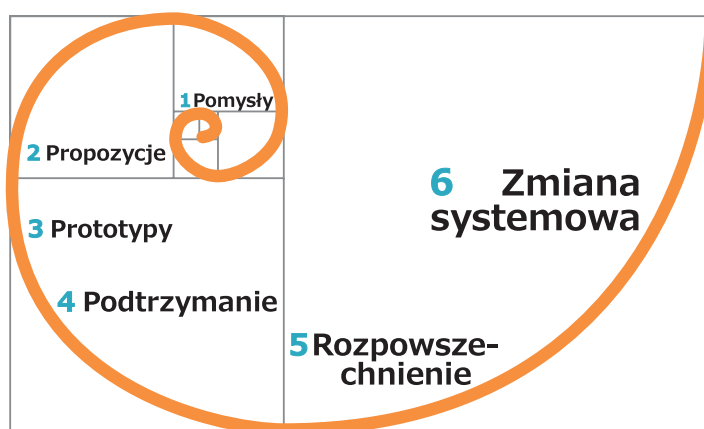 1 Pomysły
2 Propozycje
3 Prototypy
4 Podtrzymanie
5 Rozpowsze-
chnienie
6 Zmiana
systemowa